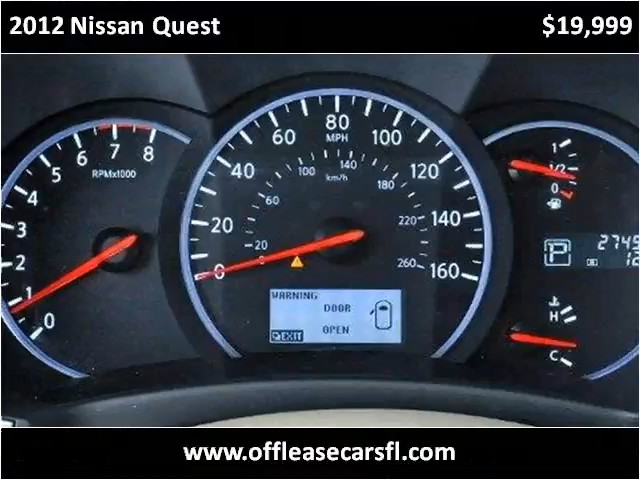 2012 Nissan Quest $19,999
80
60 MPH 100
40 120
20 140
0 160
100 140
km/h
60 180
20 220
0 260
5 6 7 8
4 RPMx1000
3
2
1
0
1
1/2
0
P
H
C
WARNING
DOOR
OPEN
EXIT
www.offleasecarsfl.com